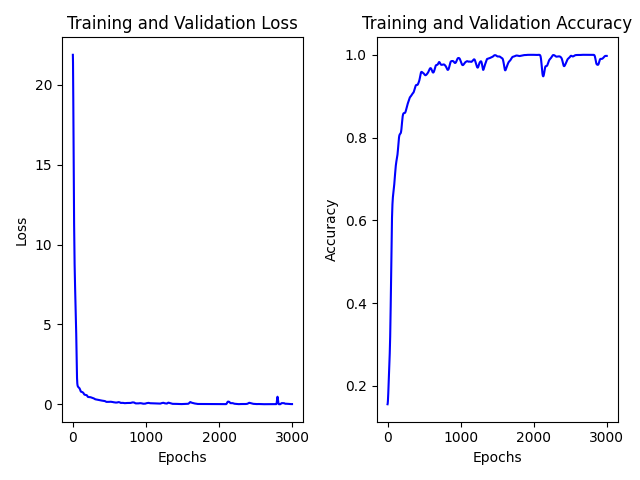 Training and Validation Loss
20
15
10
5
0
Loss
0 1000 2000 3000
Epochs
Training and Validation Accuracy
1.0
0.8
0.6
0.4
0.2
Accuracy
0 1000 2000 3000
Epochs